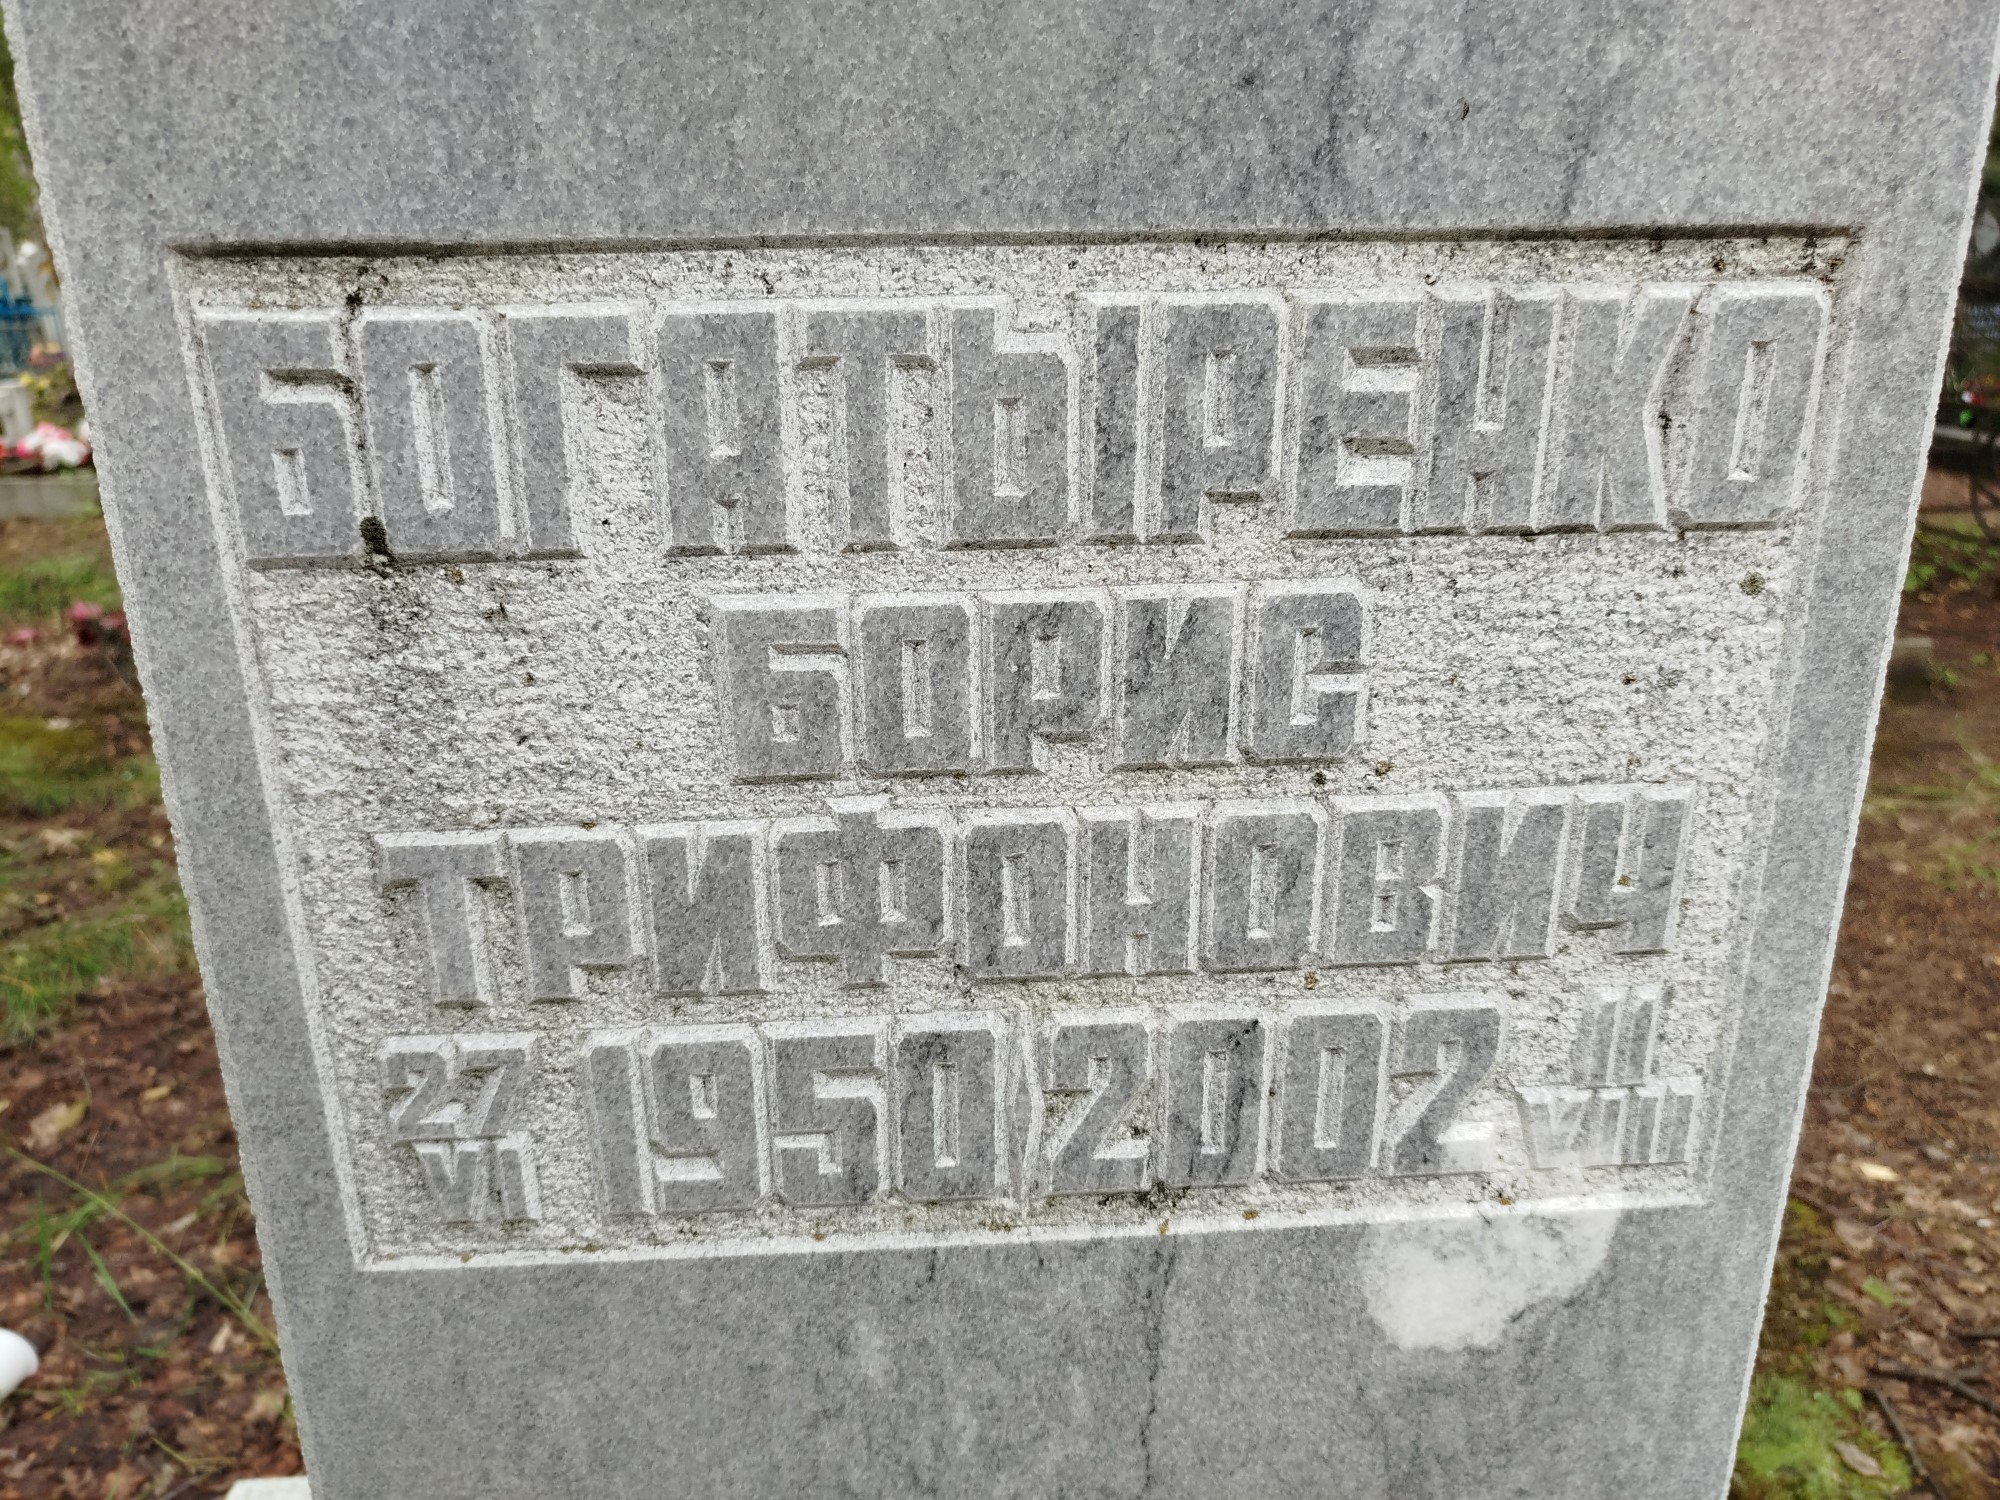 БОГАТЫРЕНКО
БОРИС
ТРИФОНОВИЧ
27 1950 2002 11
VI VIII